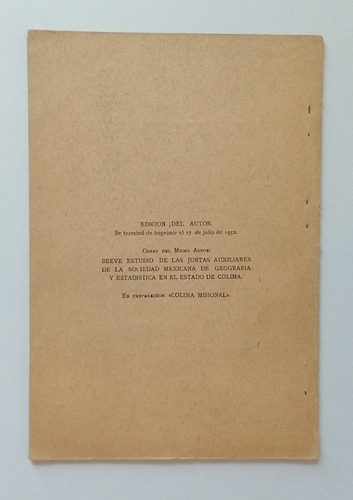 EDICION DEL AUTOR.
Se terminó de imprimir el 17 de julio de 1952.
Obras del Mismo Autor:
BREVE ESTUDIO DE LAS JUNTAS AUXILIARES
DE LA SOCIEDAD MEXICANA DE GEOGRAFIA
Y ESTADISTICA EN EL ESTADO DE COLIMA.
En preparacion: «COLIMA MISIONAL».